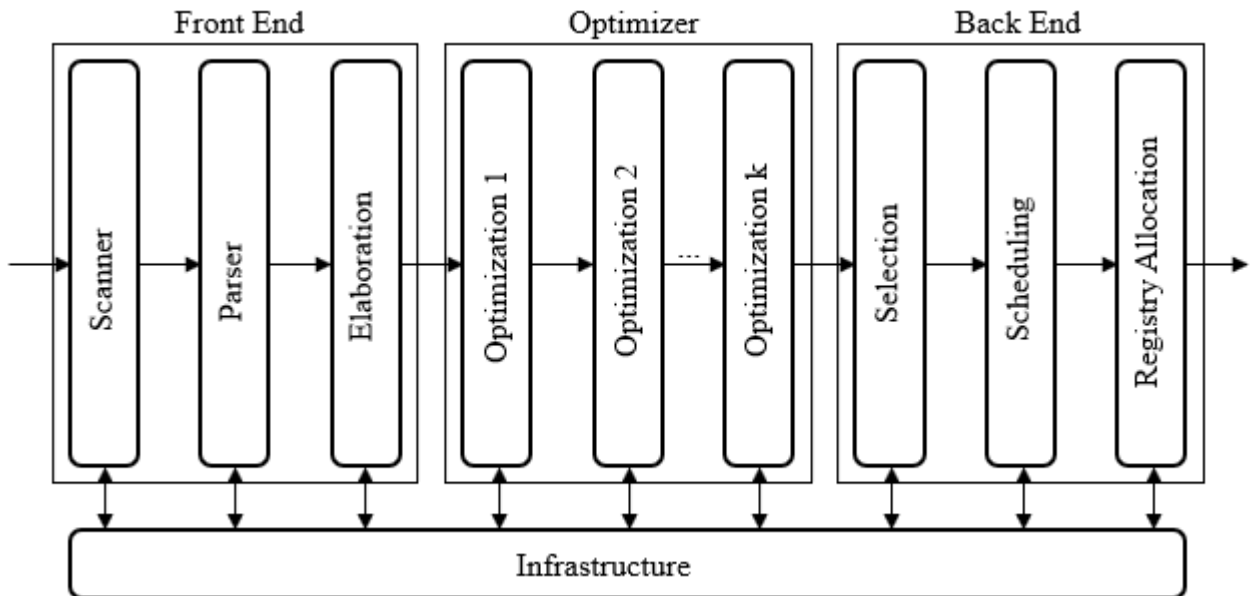 Front End
Optimizer
Back End
Scanner
Parser
Elaboration
Optimization 1
Optimization 2
...
Optimization k
Selection
Scheduling
Registry Allocation
Infrastructure